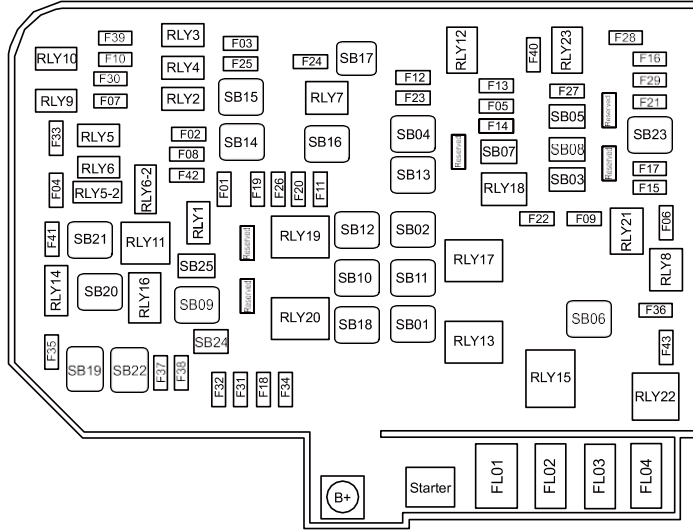 F39
RLY3
F03
SB17
F24
RLY12
F40
RLY23
F28
RLY10
F10
RLY4
F25
F16
F30
F12
F13
F29
RLY9
F07
RLY2
SB15
RLY7
F23
F05
F27
F21
SB05
Reserved
F33
RLY5
F02
SB14
SB16
SB04
F14
SB23
F08
Reserved
SB07
SB08
Reserved
RLY6
F42
SB13
F17
F04
RLY5-2
RLY6-2
F01
F19
F26
F20
F11
RLY18
SB03
F15
F41
SB21
RLY11
RLY1
Reserved
RLY19
SB12
SB02
F22
F09
RLY21
F06
SB25
RLY17
RLY8
RLY14
SB20
RLY16
SB09
Reserved
SB10
SB11
RLY20
SB18
SB01
SB06
F36
F35
SB24
RLY13
F43
SB19
SB22
F37
F38
RLY15
F32
F31
F18
F34
RLY22
B+
Starter
FL01
FL02
FL03
FL04